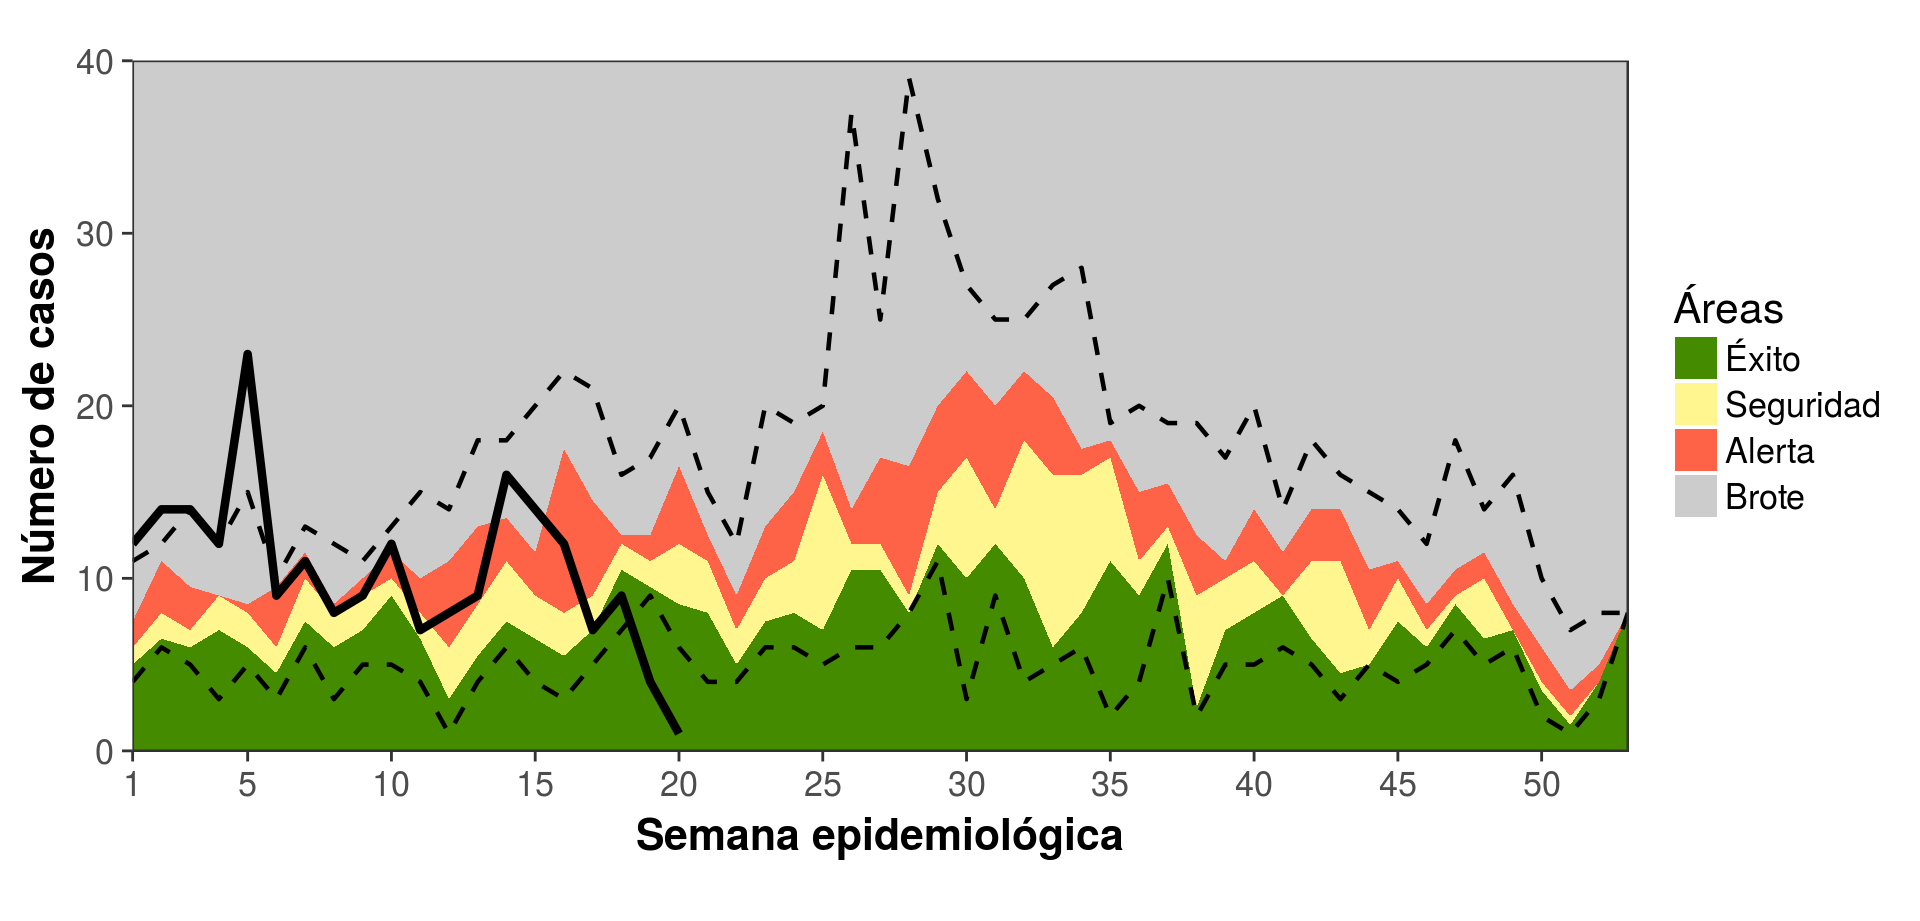 40
30
20
10
0
Número de casos
1 5 10 15 20 25 30 35 40 45 50
Semana epidemiológica
Áreas
Éxito
Seguridad
Alerta
Brote